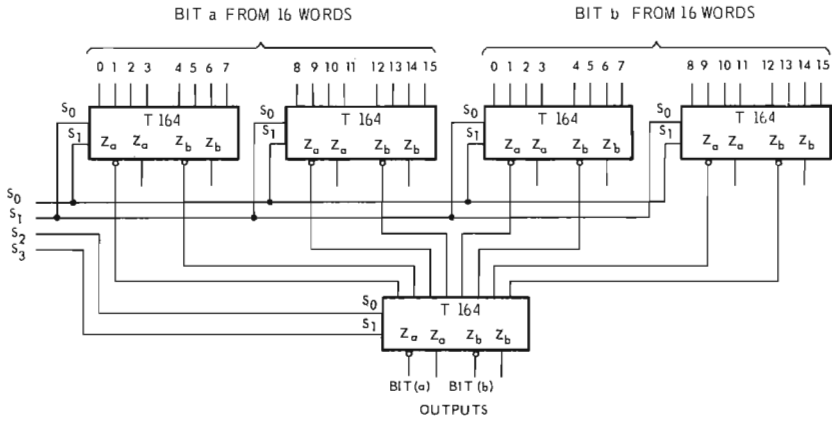 BIT a FROM 16 WORDS
BIT b FROM 16 WORDS
0 1 2 3 4 5 6 7
8 9 10 11 12 13 14 15
0 1 2 3 4 5 6 7
8 9 10 11 12 13 14 15
S0
S1
T 164
Za Za Zb Zb
S0
S1
T 164
Za Za Zb Zb
S0
S1
T 164
Za Za Zb Zb
S0
S1
T 164
Za Za Zb Zb
S0
S1
S2
S3
S0
S1
T 164
Za Za Zb Zb
BIT(a) BIT(b)
OUTPUTS